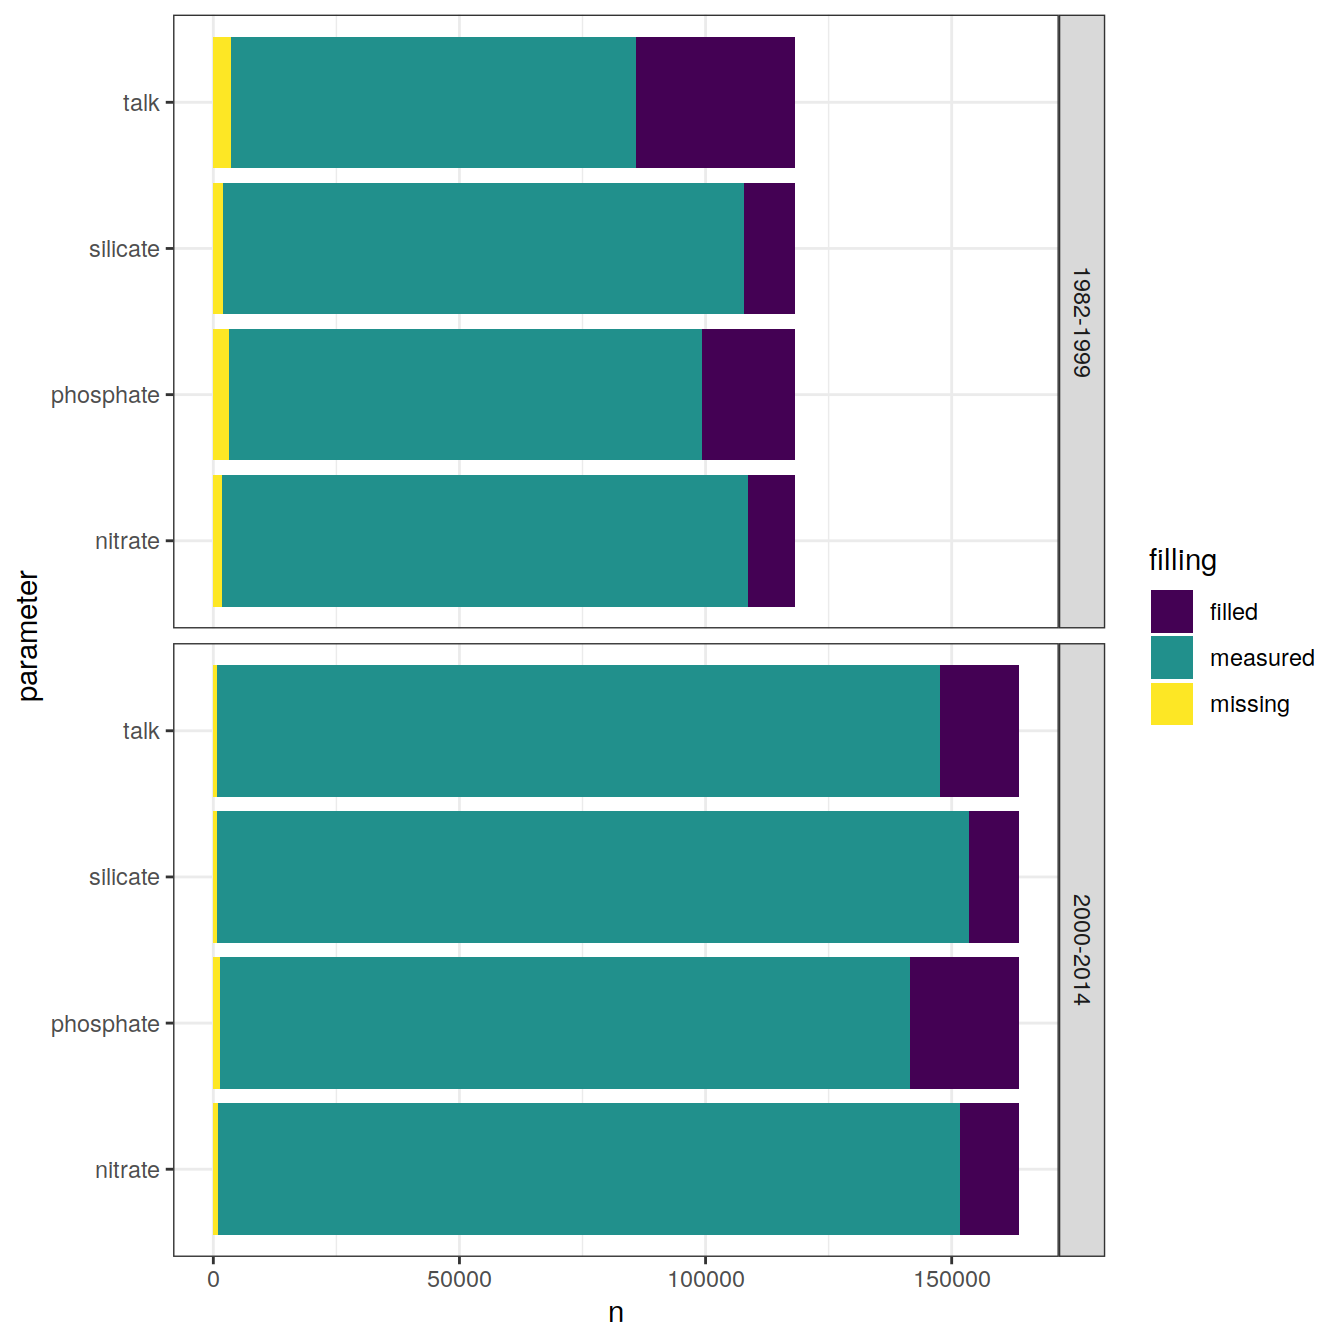 talk
silicate
phosphate
nitrate
1982-1999
talk
silicate
phosphate
nitrate
2000-2014
0 50000 100000 150000
n
parameter
filling
filled
measured
missing